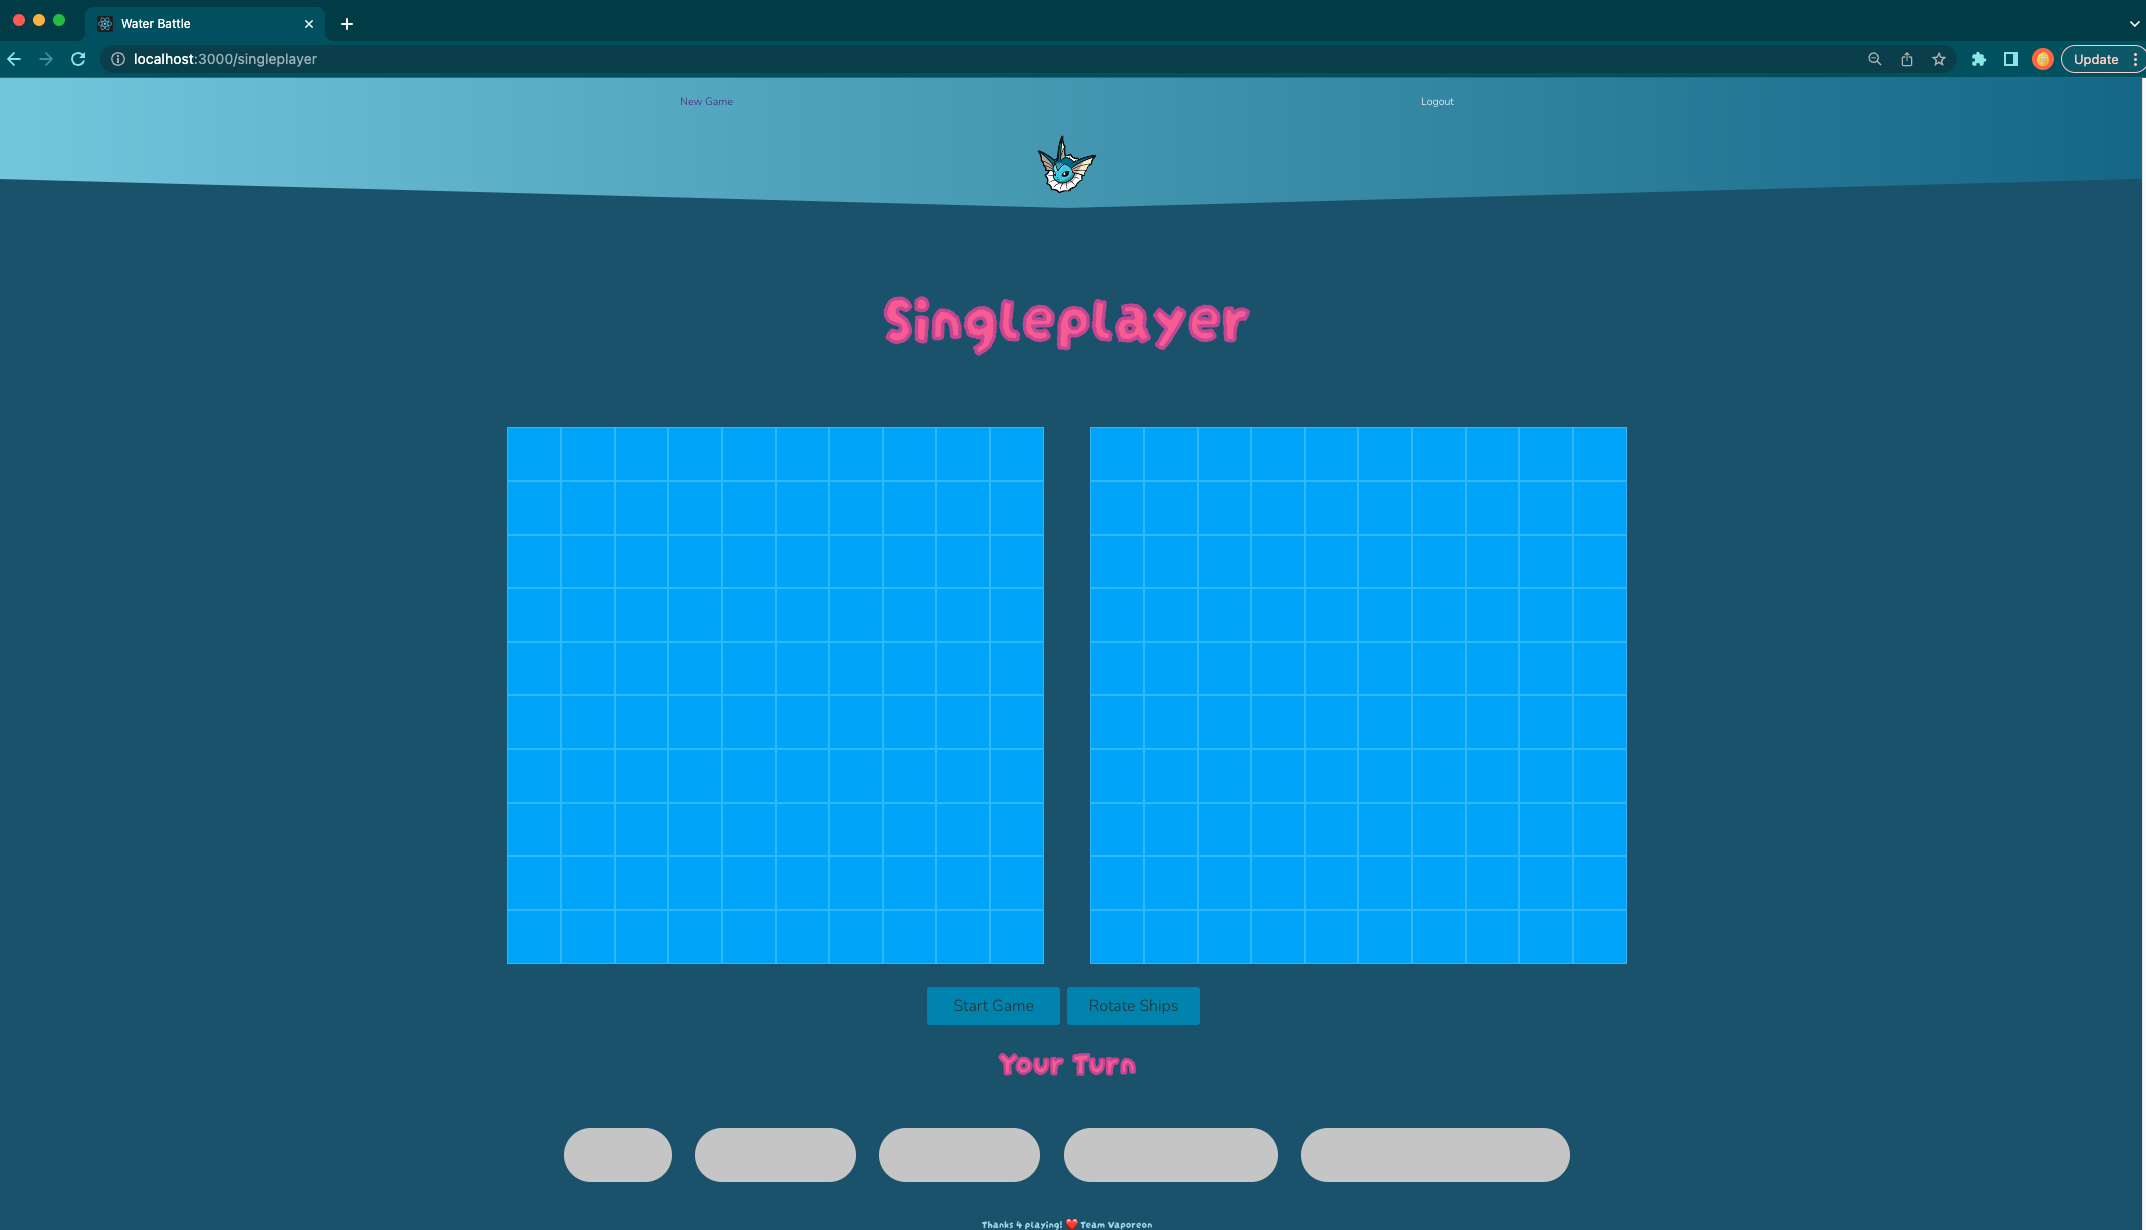 Water Battle
localhost:3000/singleplayer
Update
New Game
Logout
Singleplayer
Start Game
Rotate Ships
Your Turn
Thanks 4 playing! ❤️ Team Vaporeon